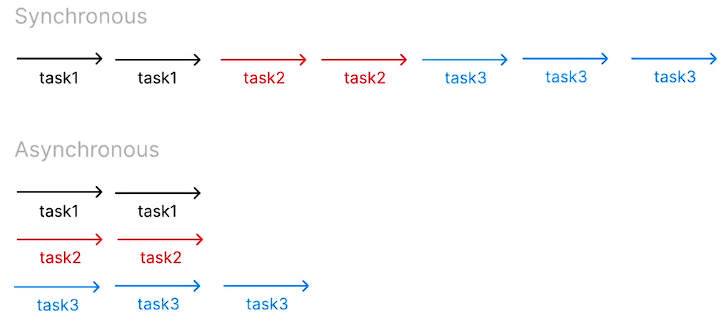 Synchronous
task1 task1 task2 task2 task3 task3 task3
Asynchronous
task1 task1
task2 task2
task3 task3 task3